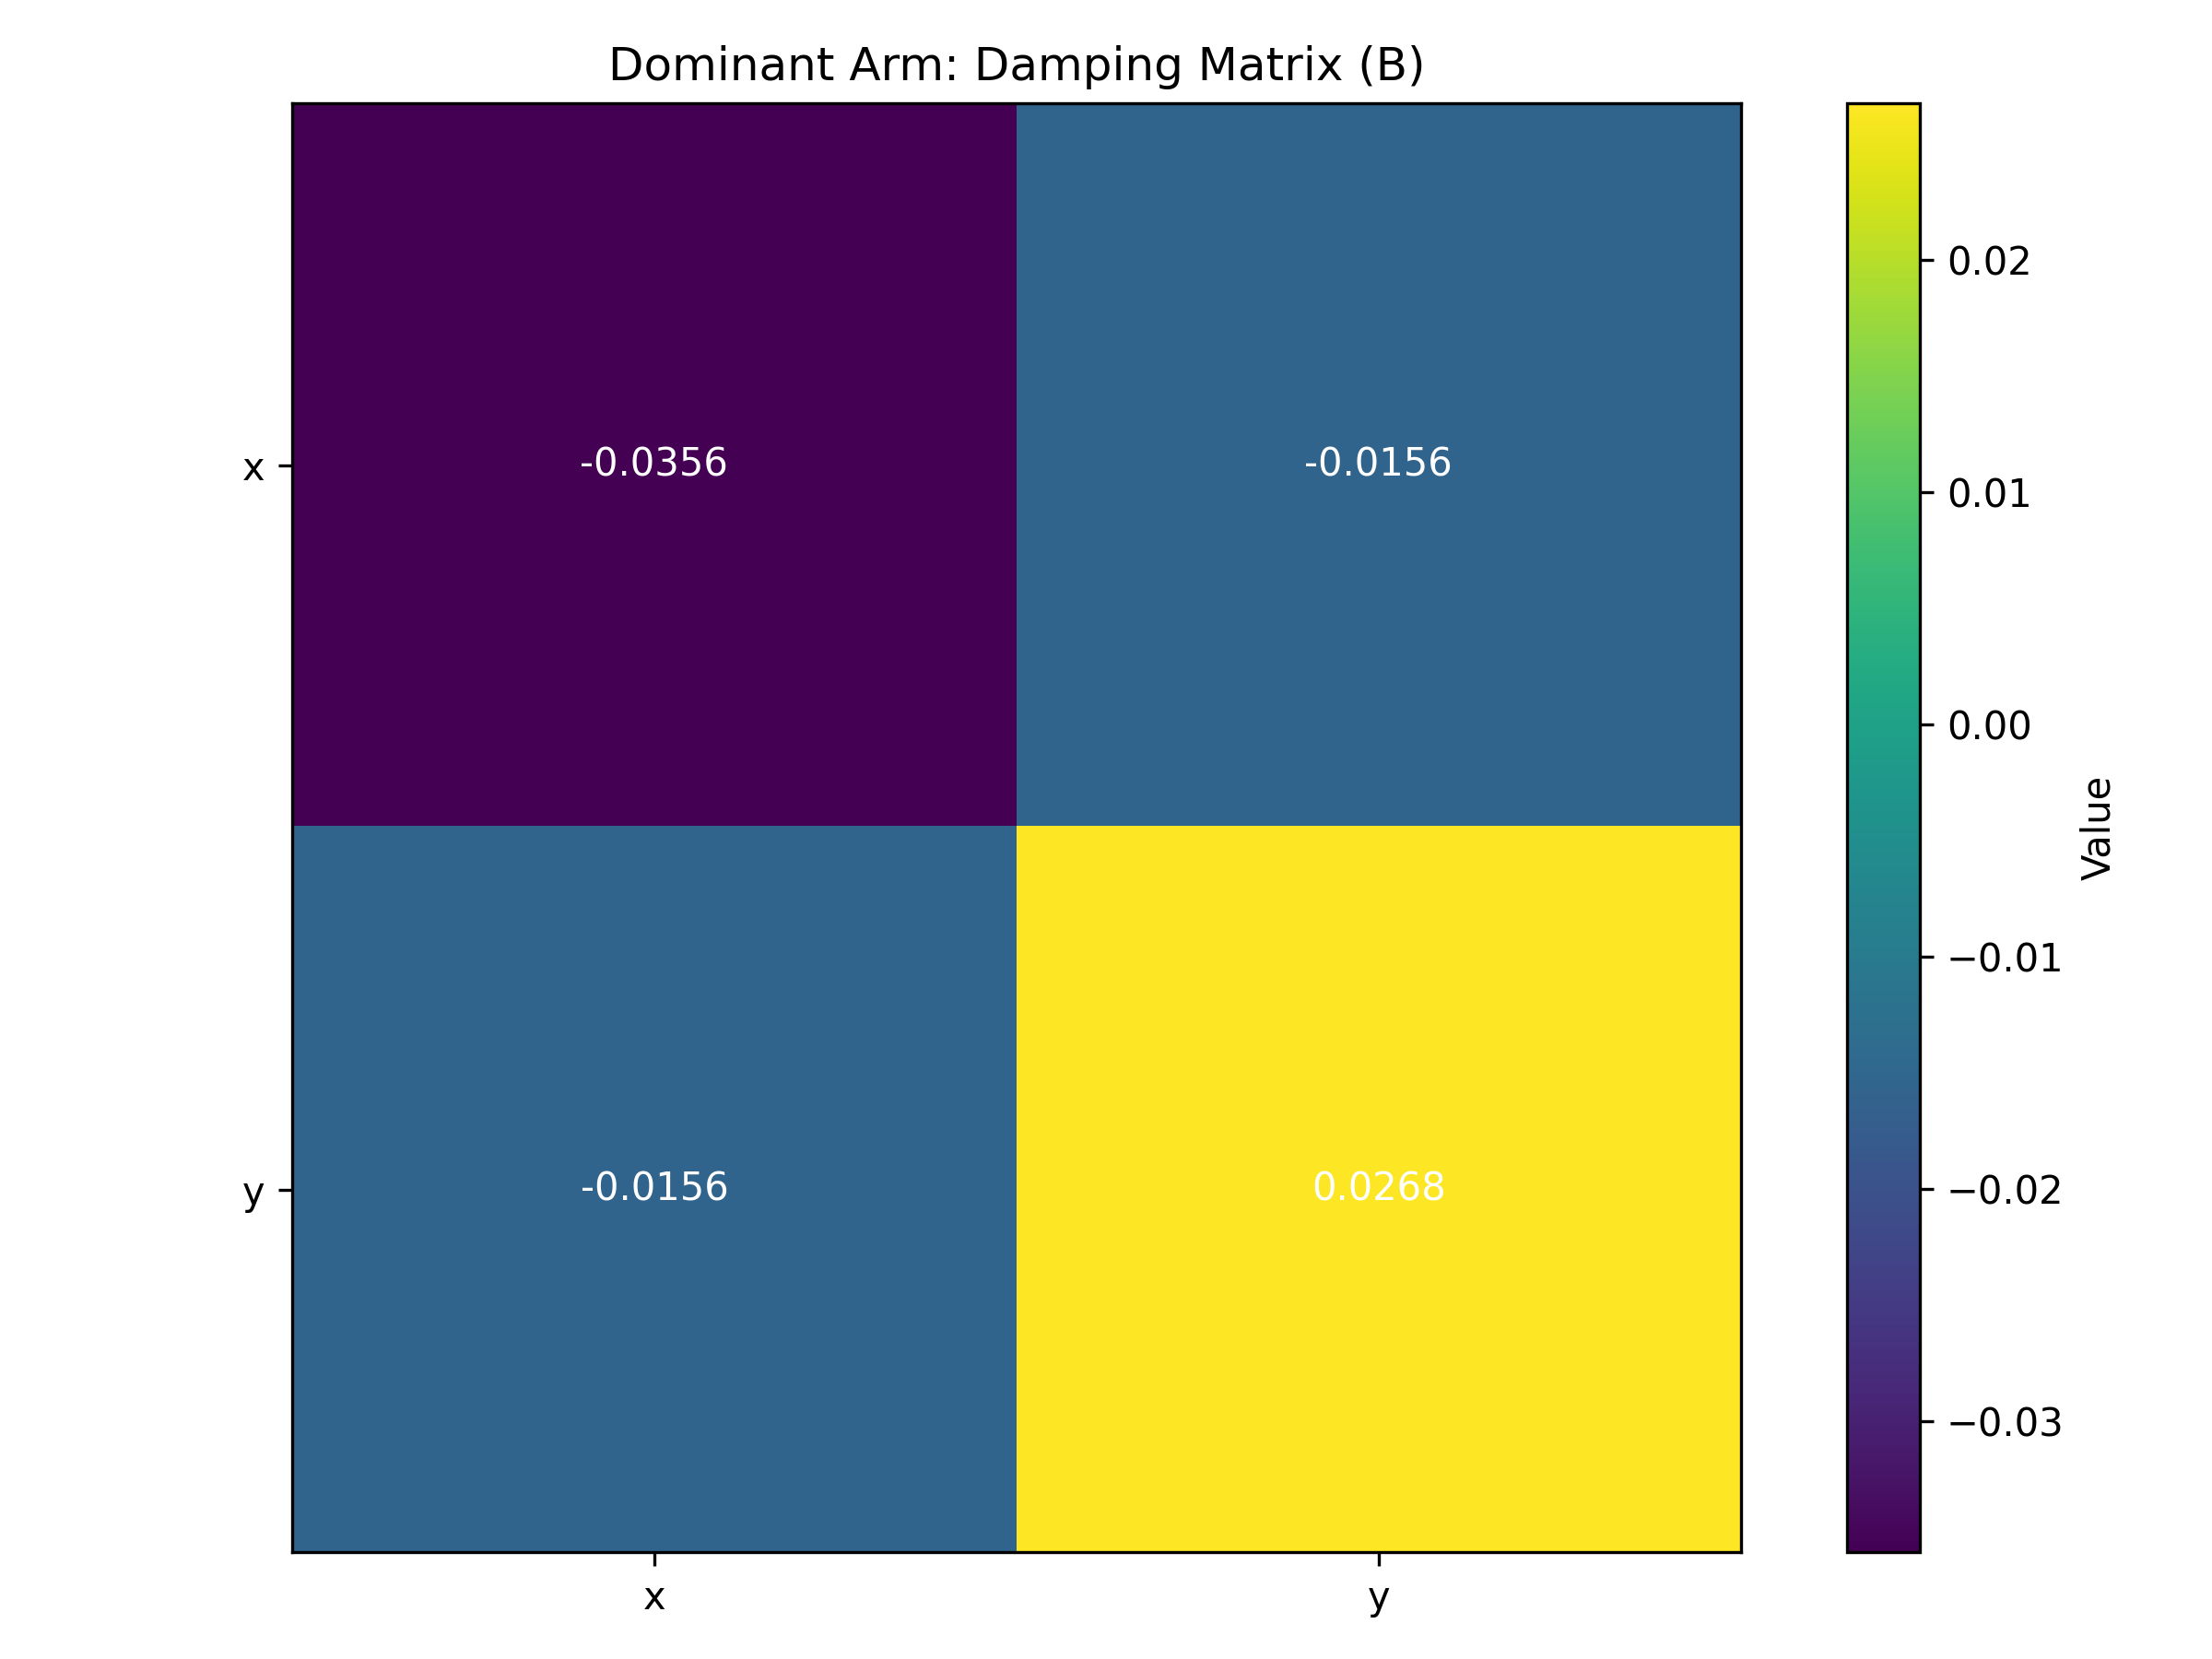 Dominant Arm: Damping Matrix (B)
x
-0.0356
-0.0156
y
-0.0156
0.0268
x
y
0.02
0.01
0.00
−0.01
−0.02
−0.03
Value